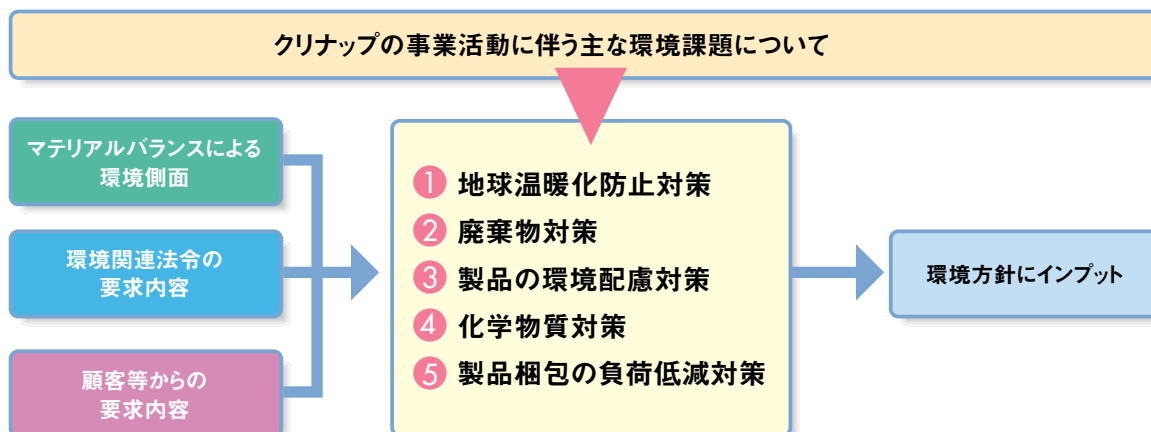 クリナップの事業活動に伴う主な環境課題について
マテリアルバランスによる
環境側面
環境関連法令の
要求内容
顧客等からの
要求内容
1 地球温暖化防止対策
2 廃棄物対策
3 製品の環境配慮対策
4 化学物質対策
5 製品梱包の負荷低減対策
環境方針にインプット